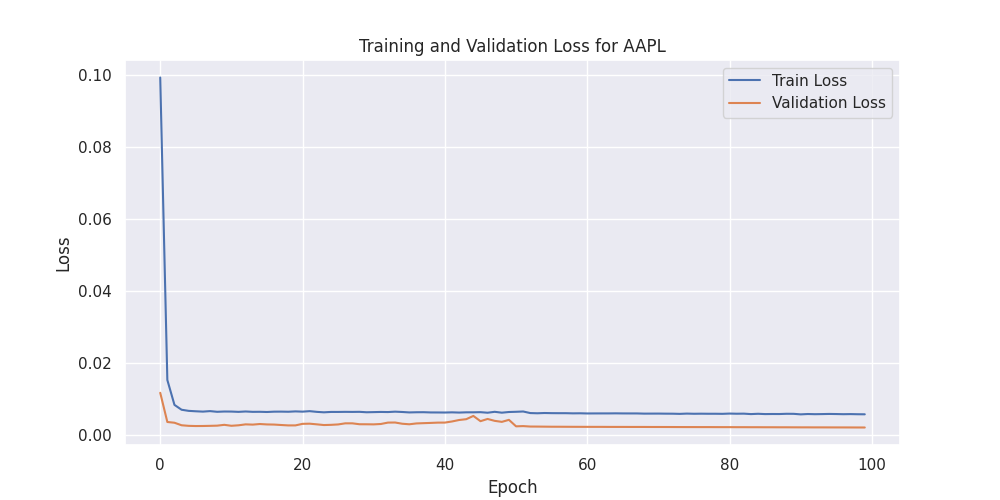 Training and Validation Loss for AAPL
Train Loss
Validation Loss
0.10
0.08
0.06
0.04
0.02
0.00
Loss
0 20 40 60 80 100
Epoch